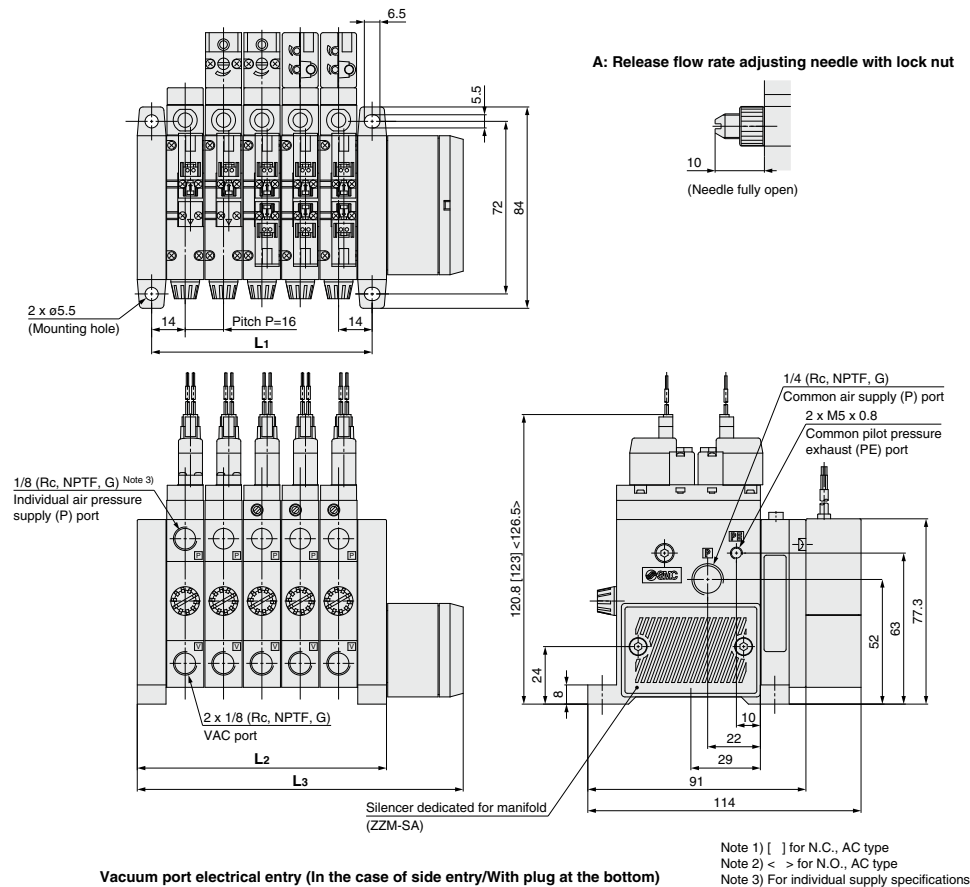 6.5
A: Release flow rate adjusting needle with lock nut
5.5
10
(Needle fully open)
72
84
2 x ø5.5
(Mounting hole)
14
Pitch P=16
14
L1
1/4 (Rc, NPTF, G)
Common air supply (P) port
2 x M5 x 0.8
Common pilot pressure
exhaust (PE) port
1/8 (Rc, NPTF, G) Note 3)
Individual air pressure
supply (P) port
P
P
P
P
P
V
V
V
V
V
2 x 1/8 (Rc, NPTF, G)
VAC port
L2
L3
120.8 [123] <126.5>
PE
P
SMC
24
8
52
63
77.3
10
22
29
91
114
Silencer dedicated for manifold
(ZZM-SA)
Note 1) [ ] for N.C., AC type
Note 2) < > for N.O., AC type
Note 3) For individual supply specifications
Vacuum port electrical entry (In the case of side entry/With plug at the bottom)